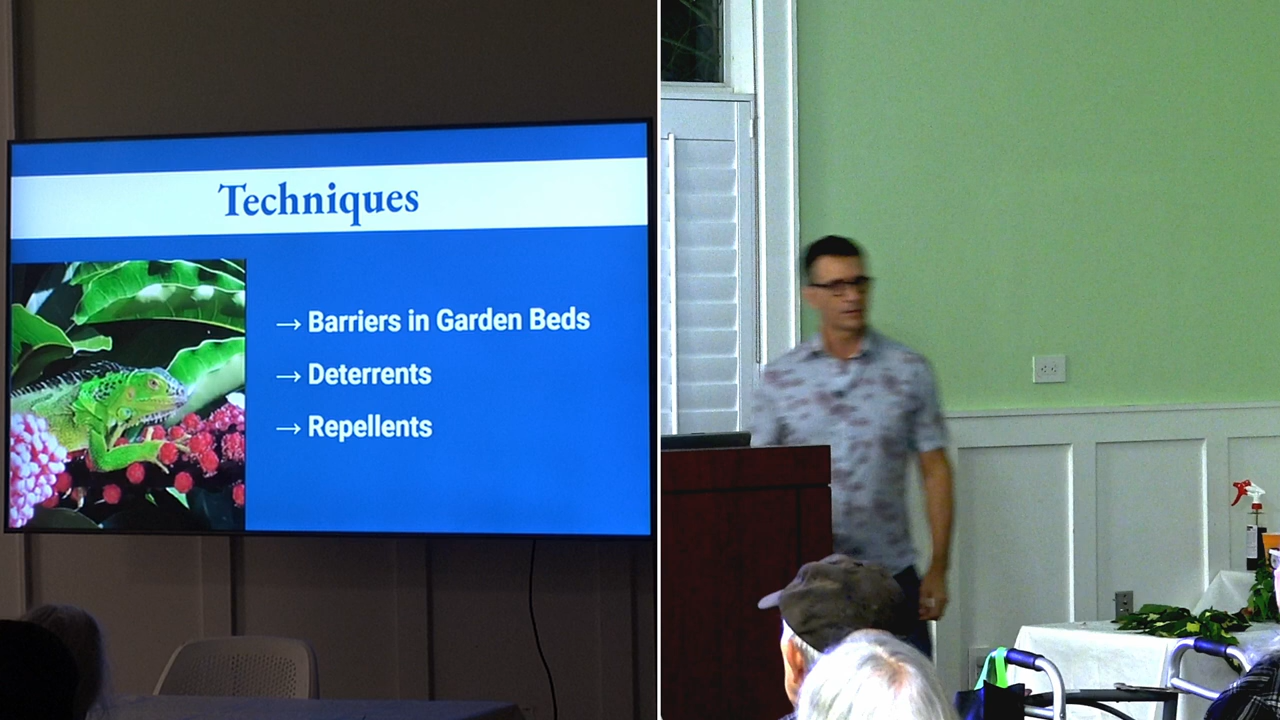 Techniques
→ Barriers in Garden Beds
→ Deterrents
→ Repellents